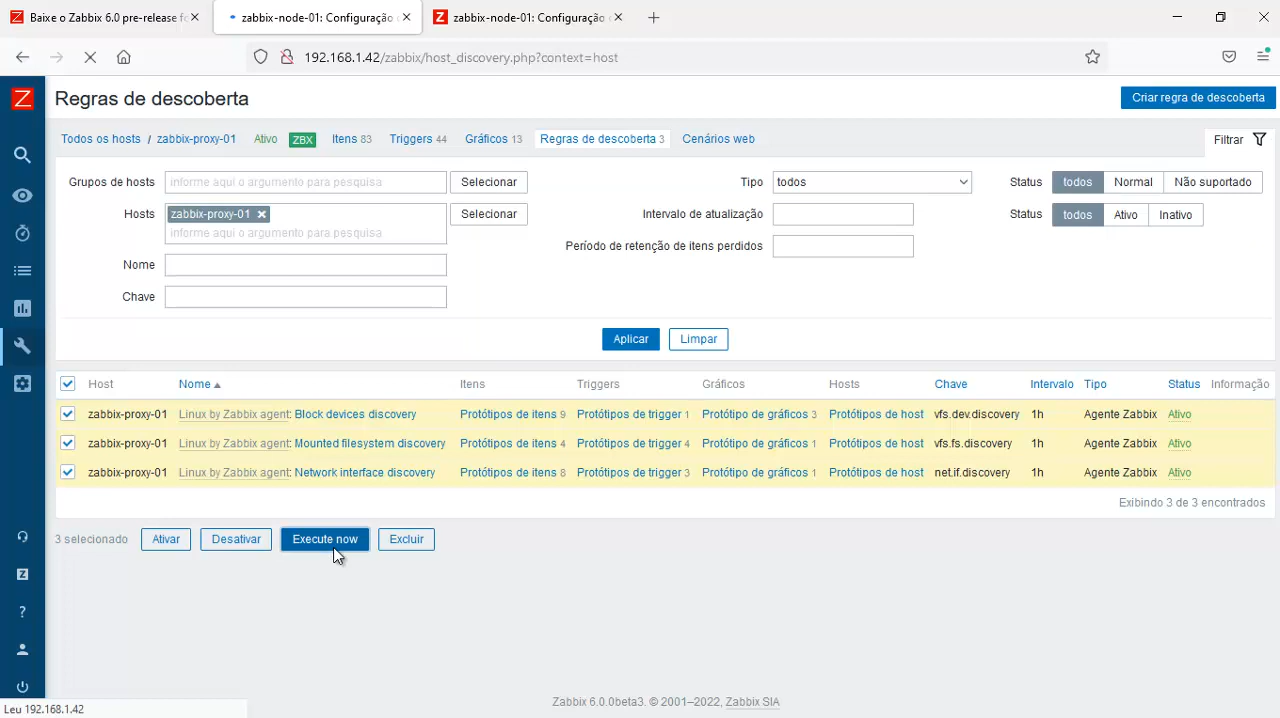 Baixe o Zabbix 6.0 pre-release f
zabbix-node-01: Configuração
zabbix-node-01: Configuração
192.168.1.42/zabbix/host_discovery.php?context=host
Regras de descoberta
Criar regra de descoberta
Todos os hosts / zabbix-proxy-01 Ativo ZBX Itens 83 Triggers 44 Gráficos 13 Regras de descoberta 3 Cenários web
Filtrar
Grupos de hosts informe aqui o argumento para pesquisa Selecionar Tipo todos Status todos Normal Não suportado
Hosts zabbix-proxy-01 Selecionar Intervalo de atualização Status todos Ativo Inativo
informe aqui o argumento para pesquisa
Período de retenção de itens perdidos
Nome
Chave
Aplicar Limpar
Host Nome Itens Triggers Gráficos Hosts Chave Intervalo Tipo Status Informação
zabbix-proxy-01 Linux by Zabbix agent: Block devices discovery Protótipos de itens 9 Protótipos de trigger 1 Protótipo de gráficos 3 Protótipos de host vfs.dev.discovery 1h Agente Zabbix Ativo
zabbix-proxy-01 Linux by Zabbix agent: Mounted filesystem discovery Protótipos de itens 4 Protótipos de trigger 4 Protótipo de gráficos 1 Protótipos de host vfs.fs.discovery 1h Agente Zabbix Ativo
zabbix-proxy-01 Linux by Zabbix agent: Network interface discovery Protótipos de itens 8 Protótipos de trigger 3 Protótipo de gráficos 1 Protótipos de host net.if.discovery 1h Agente Zabbix Ativo
Exibindo 3 de 3 encontrados
3 selecionado Ativar Desativar Execute now Excluir
Zabbix 6.0.0beta3. © 2001–2022, Zabbix SIA
Leu 192.168.1.42